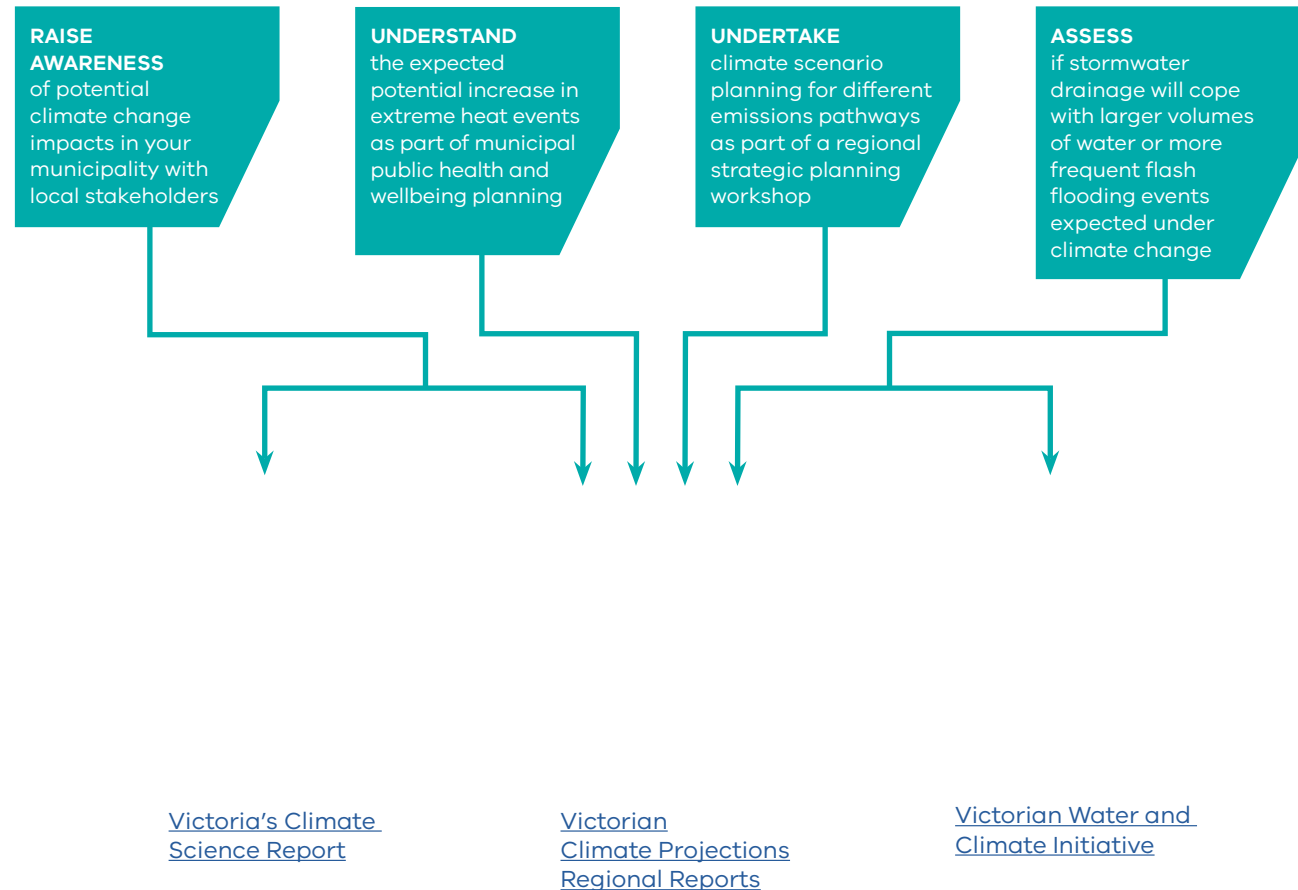 RAISE
AWARENESS
of potential
climate change
impacts in your
municipality with
local stakeholders
UNDERSTAND
the expected
potential increase in
extreme heat events
as part of municipal
public health and
wellbeing planning
UNDERTAKE
climate scenario
planning for different
emissions pathways
as part of a regional
strategic planning
workshop
ASSESS
if stormwater
drainage will cope
with larger volumes
of water or more
frequent flash
flooding events
expected under
climate change
Victoria's Climate
Science Report
Victorian
Climate Projections
Regional Reports
Victorian Water and
Climate Initiative